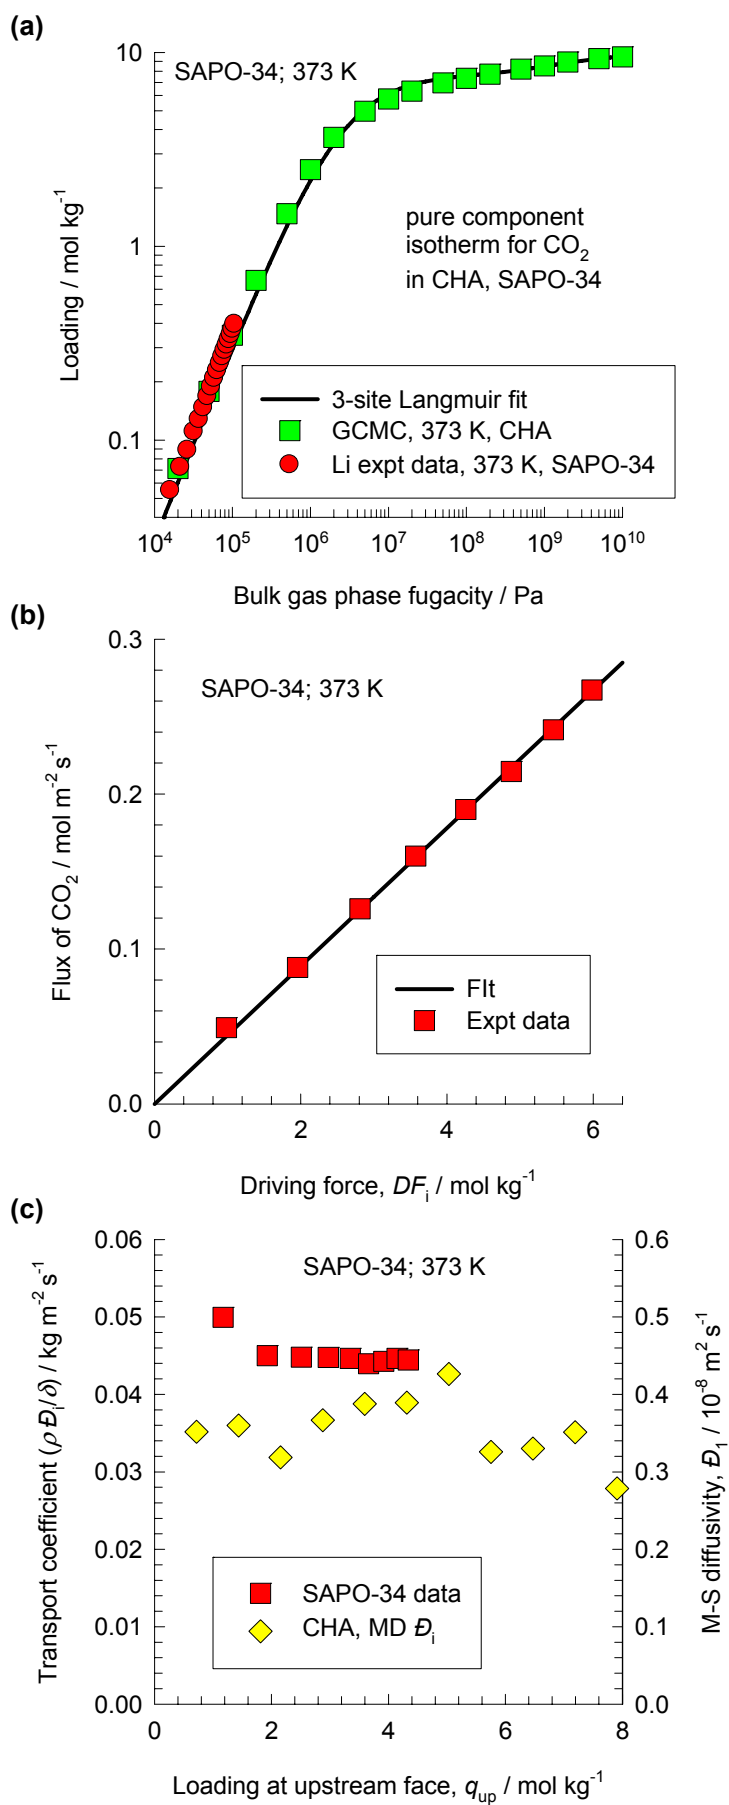 (a)
SAPO-34; 373 K
10
1
0.1
Loading / mol kg⁻¹
pure component
isotherm for CO₂
in CHA, SAPO-34
3-site Langmuir fit
GCMC, 373 K, CHA
Li expt data, 373 K, SAPO-34
10⁴ 10⁵ 10⁶ 10⁷ 10⁸ 10⁹ 10¹⁰
Bulk gas phase fugacity / Pa
(b)
SAPO-34; 373 K
0.3
0.2
0.1
0.0
Flux of CO₂ / mol m⁻² s⁻¹
FIt
Expt data
0 2 4 6
Driving force, DFᵢ / mol kg⁻¹
(c)
SAPO-34; 373 K
0.06
0.05
0.04
0.03
0.02
0.01
0.00
Transport coefficient (ρ Đᵢ/δ) / kg m⁻² s⁻¹
0.6
0.5
0.4
0.3
0.2
0.1
0.0
M-S diffusivity, Đ₁ / 10⁻⁸ m² s⁻¹
SAPO-34 data
CHA, MD Đᵢ
0 2 4 6 8
Loading at upstream face, q_up / mol kg⁻¹